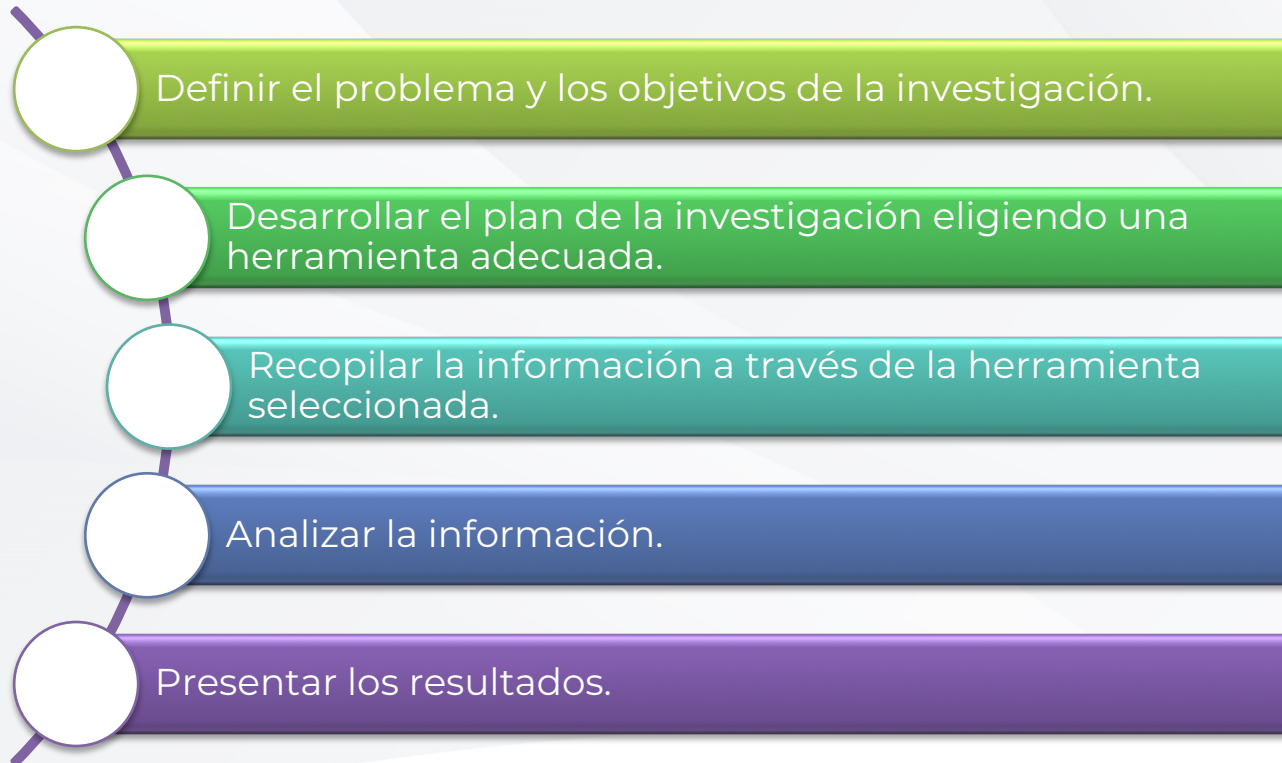 Definir el problema y los objetivos de la investigación.
Desarrollar el plan de la investigación eligiendo una
herramienta adecuada.
Recopilar la información a través de la herramienta
seleccionada.
Analizar la información.
Presentar los resultados.